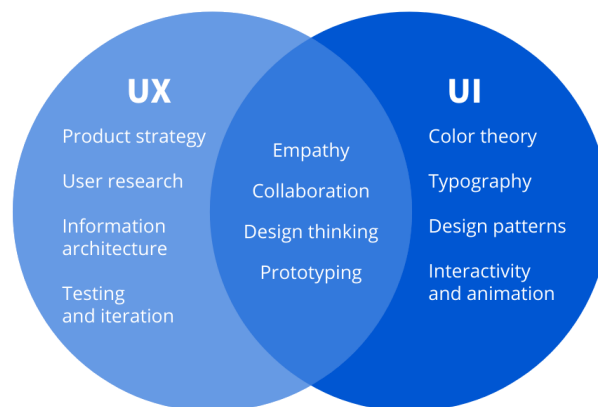 UX
Product strategy
User research
Information
architecture
Testing
and iteration
Empathy
Collaboration
Design thinking
Prototyping
UI
Color theory
Typography
Design patterns
Interactivity
and animation